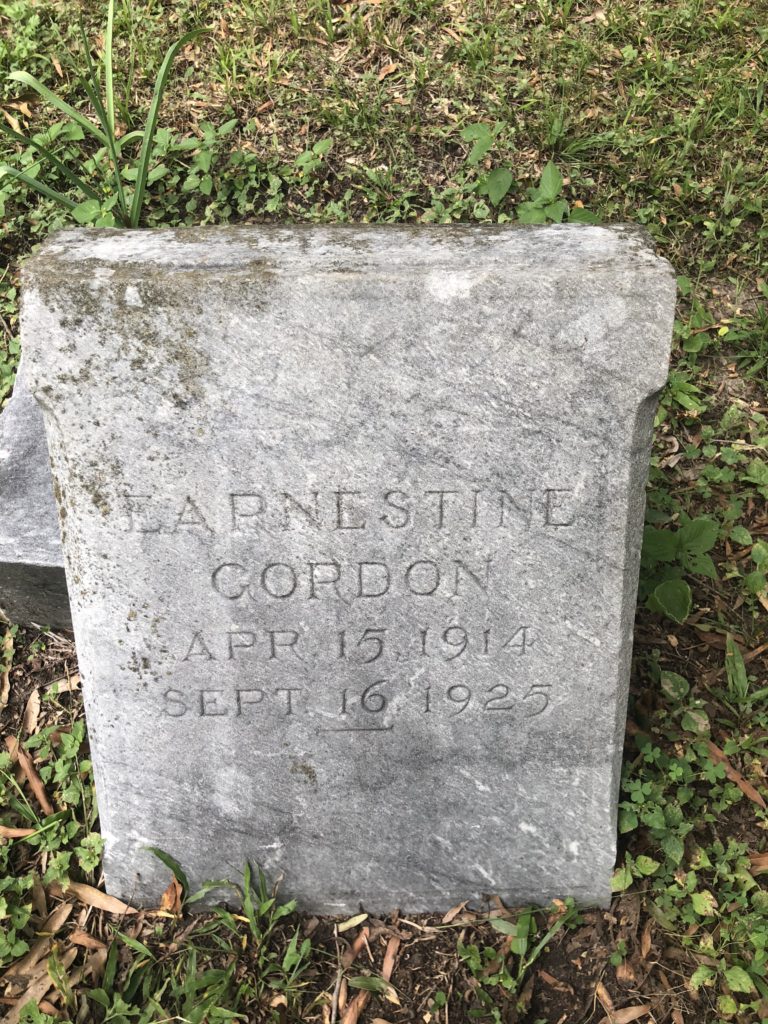 EARNESTINE
GORDON
APR. 15, 1914
SEPT. 16, 1925